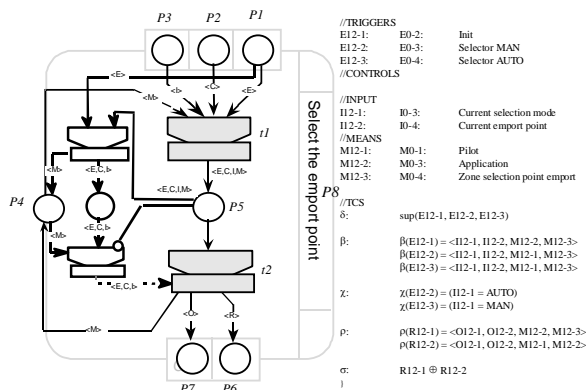 P3
P2
P1
<E>
<I>
<C>
<E>
<M>
t1
<M>
<E,C,I>
<E,C,I,M>
P4
P5
Select the emport point
P8
<M>
<E,C,I>
t2
<E,C,I>
<M>
<O>
<R>
P7
P6
//TRIGGERS
E12-1: E0-2: Init
E12-2: E0-3: Selector MAN
E12-3: E0-4: Selector AUTO
//CONTROLS
//INPUT
I12-1: I0-3: Current selection mode
I12-2: I0-4: Current emport point
//MEANS
M12-1: M0-1: Pilot
M12-2: M0-3: Application
M12-3: M0-4: Zone selection point emport
//TCS
δ: sup(E12-1, E12-2, E12-3)
β: β(E12-1) = <I12-1, I12-2, M12-2, M12-3>
β(E12-2) = <I12-1, I12-2, M12-1, M12-3>
β(E12-3) = <I12-1, I12-2, M12-1, M12-3>
χ: χ(E12-2) = (I12-1 = AUTO)
χ(E12-3) = (I12-1 = MAN)
ρ: ρ(R12-1) = <O12-1, O12-2, M12-2, M12-3>
ρ(R12-2) = <O12-1, O12-2, M12-1, M12-2>
σ: R12-1 ⊕ R12-2
}